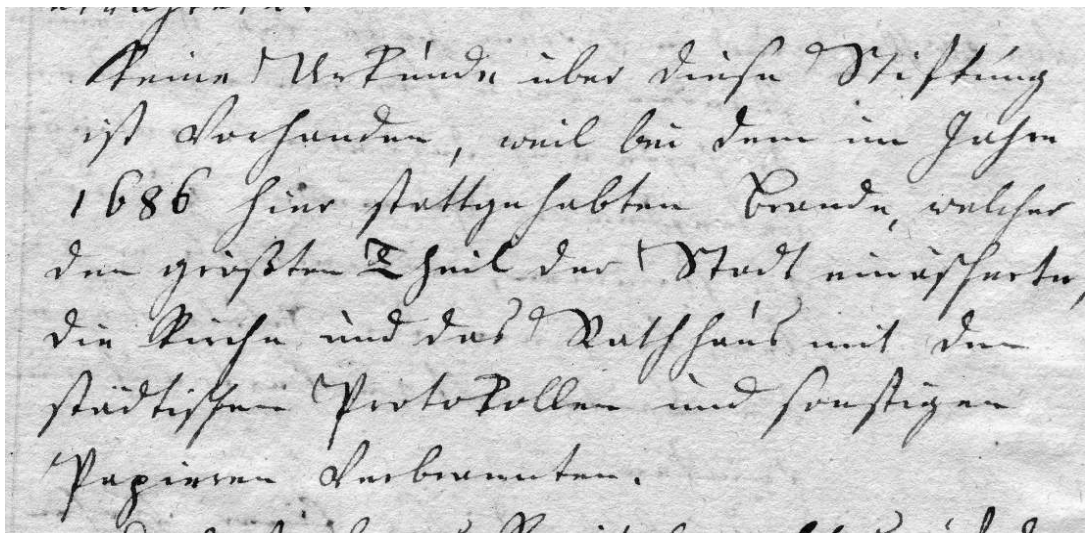 Keine Urkunde über diese Stiftung
ist vorhanden, weil bei dem im Jahre
1686 hier stattgehabten Brande, welcher
den größten Theil der Stadt einäscherte,
die Kirche und das Rathhaus mit den
städtischen Protokollen und sonstigen
Papieren verbrannten.